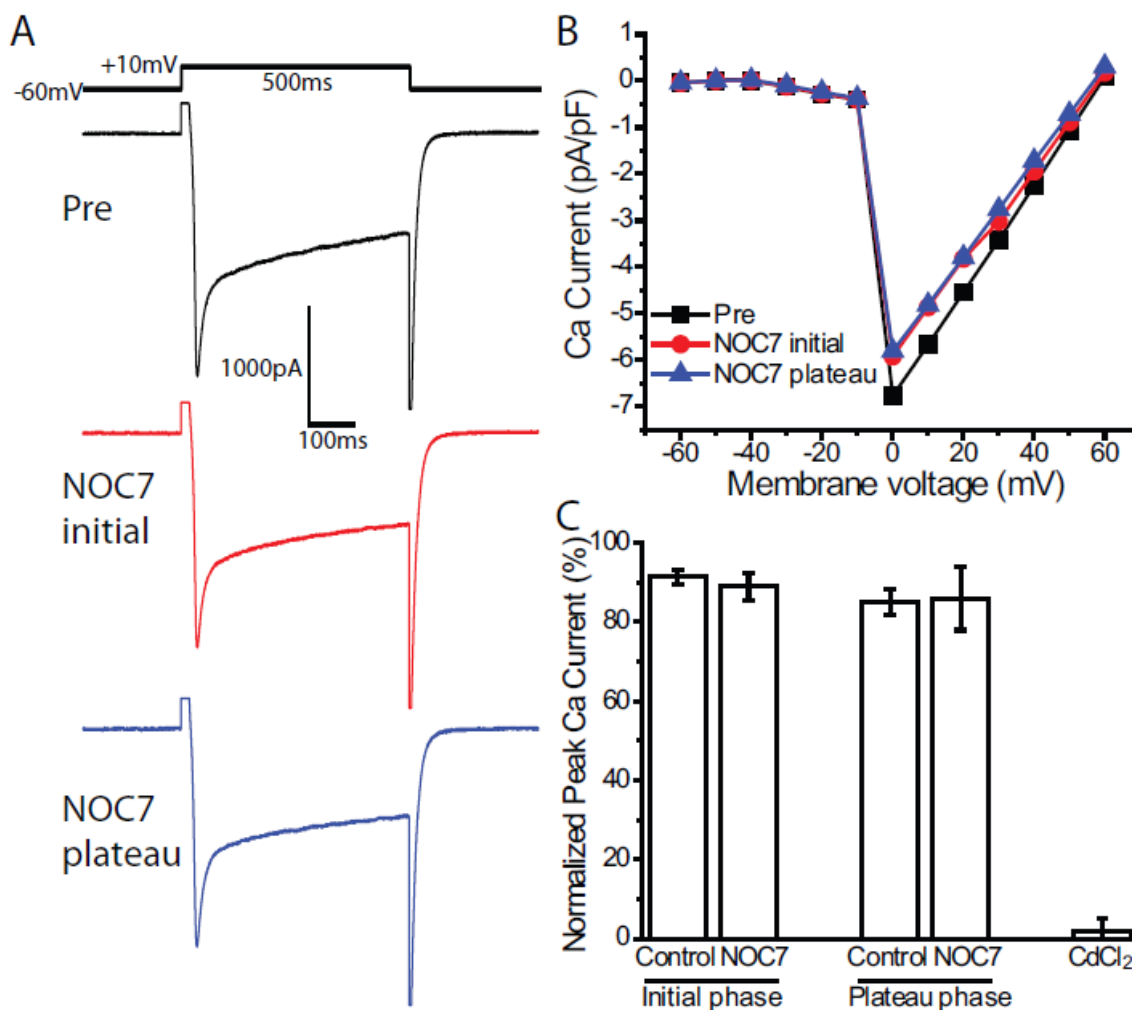 A
+10mV
-60mV
500ms
Pre
1000pA
100ms
NOC7
initial
NOC7
plateau
B
Ca Current (pA/pF)
1
0
-1
-2
-3
-4
-5
-6
-7
Pre
NOC7 initial
NOC7 plateau
-60 -40 -20 0 20 40 60
Membrane voltage (mV)
C
Normalized Peak Ca Current (%)
100
80
60
40
20
0
Control NOC7 Control NOC7 CdCl₂
Initial phase Plateau phase